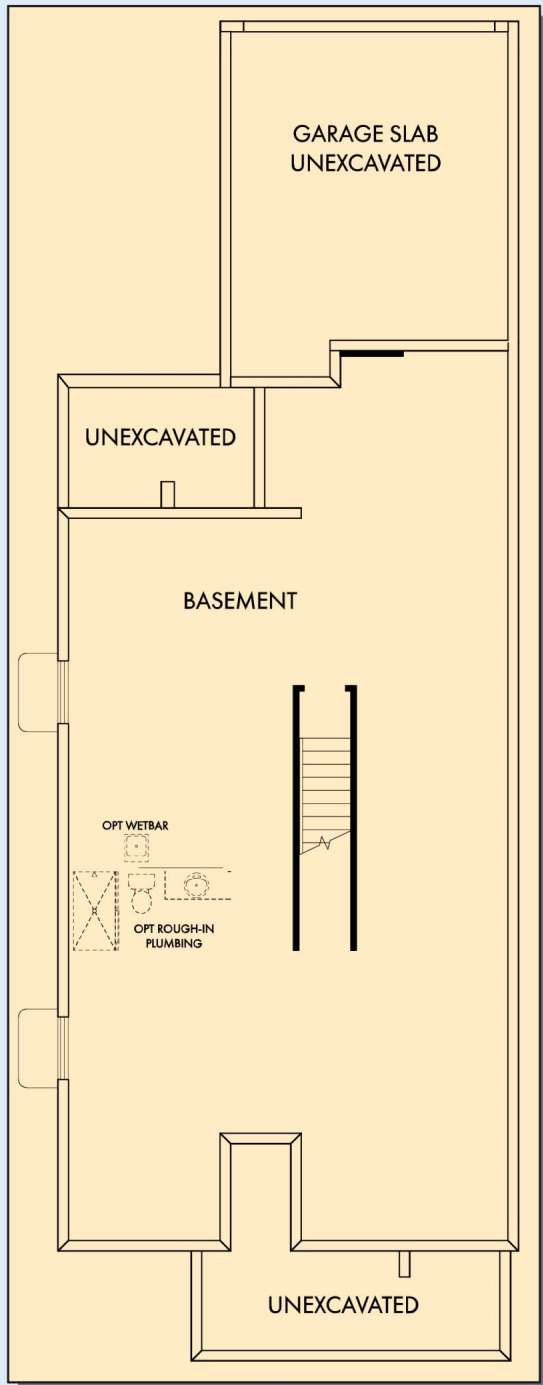 GARAGE SLAB
UNEXCAVATED
UNEXCAVATED
BASEMENT
OPT WETBAR
OPT ROUGH-IN
PLUMBING
UNEXCAVATED